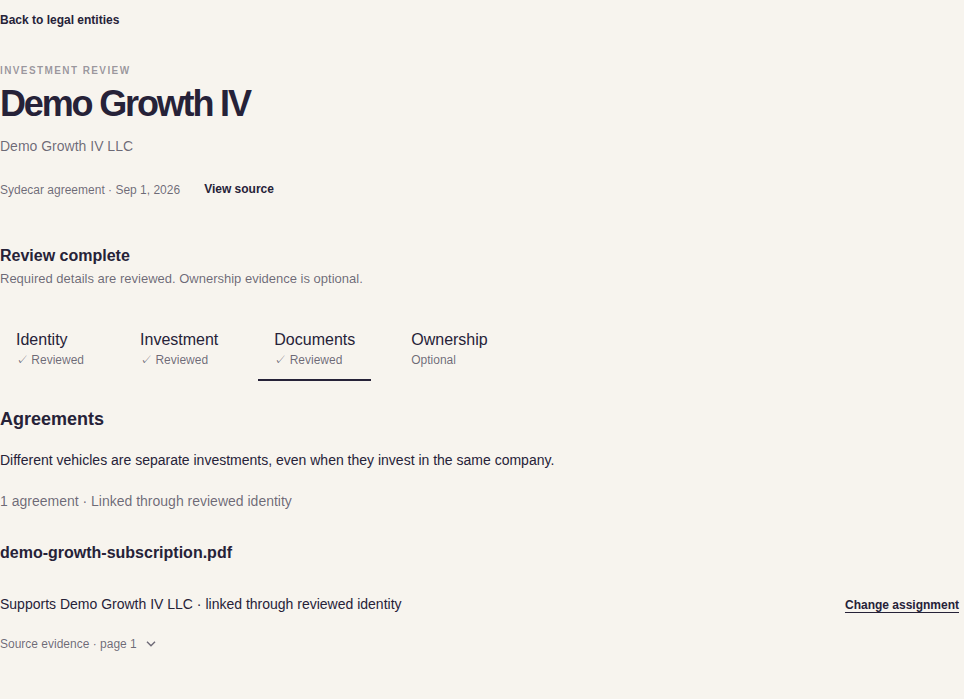 Back to legal entities
INVESTMENT REVIEW
Demo Growth IV
Demo Growth IV LLC
Sydecar agreement · Sep 1, 2026 View source
Review complete
Required details are reviewed. Ownership evidence is optional.
Identity Investment Documents Ownership
✓ Reviewed ✓ Reviewed ✓ Reviewed Optional
Agreements
Different vehicles are separate investments, even when they invest in the same company.
1 agreement · Linked through reviewed identity
demo-growth-subscription.pdf
Supports Demo Growth IV LLC · linked through reviewed identity Change assignment
Source evidence · page 1